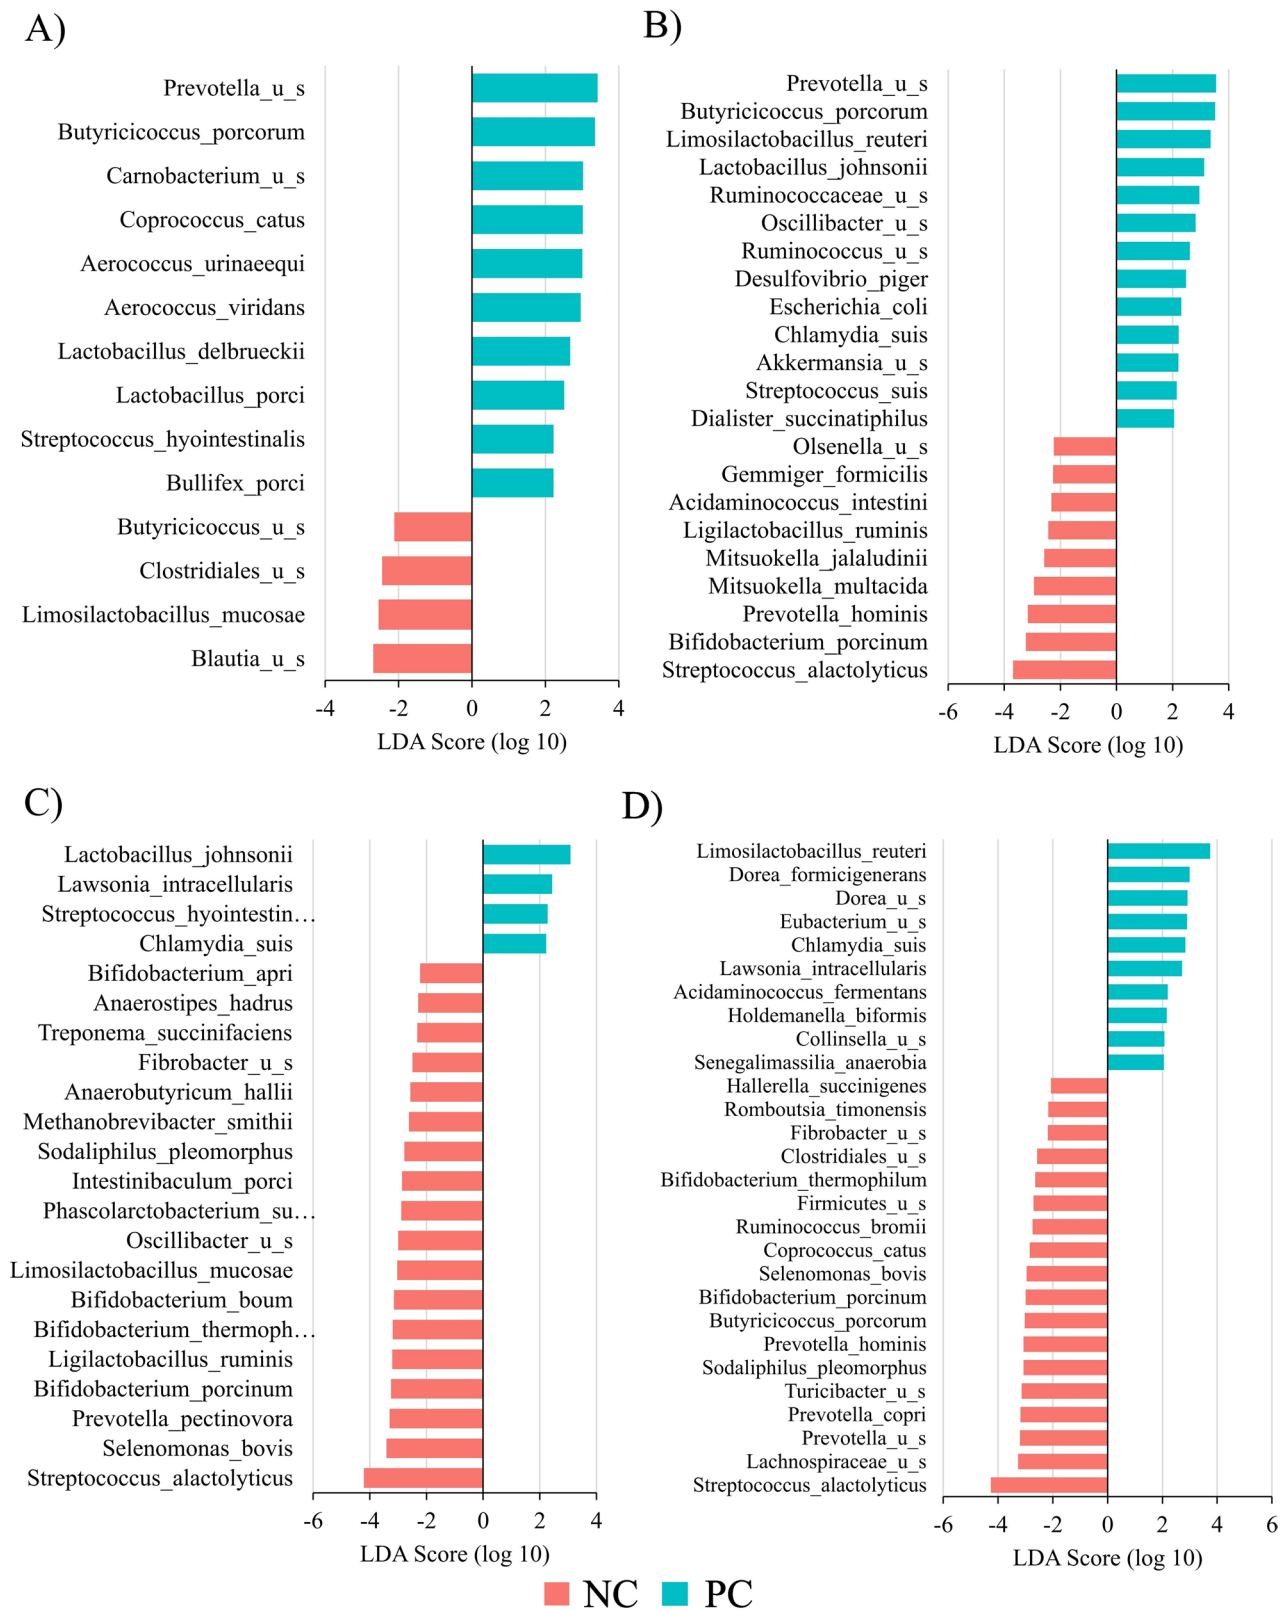 A)
Prevotella_u_s
Butyricicoccus_porcorum
Carnobacterium_u_s
Coprococcus_catus
Aerococcus_urinaeequi
Aerococcus_viridans
Lactobacillus_delbrueckii
Lactobacillus_porci
Streptococcus_hyointestinalis
Bullifex_porci
Butyricicoccus_u_s
Clostridiales_u_s
Limosilactobacillus_mucosae
Blautia_u_s
-4 -2 0 2 4
LDA Score (log 10)
B)
Prevotella_u_s
Butyricicoccus_porcorum
Limosilactobacillus_reuteri
Lactobacillus_johnsonii
Ruminococcaceae_u_s
Oscillibacter_u_s
Ruminococcus_u_s
Desulfovibrio_piger
Escherichia_coli
Chlamydia_suis
Akkermansia_u_s
Streptococcus_suis
Dialister_succinatiphilus
Olsenella_u_s
Gemmiger_formicilis
Acidaminococcus_intestini
Ligilactobacillus_ruminis
Mitsuokella_jalaludinii
Mitsuokella_multacida
Prevotella_hominis
Bifidobacterium_porcinum
Streptococcus_alactolyticus
-6 -4 -2 0 2 4
LDA Score (log 10)
C)
Lactobacillus_johnsonii
Lawsonia_intracellularis
Streptococcus_hyointestin…
Chlamydia_suis
Bifidobacterium_apri
Anaerostipes_hadrus
Treponema_succinifaciens
Fibrobacter_u_s
Anaerobutyricum_hallii
Methanobrevibacter_smithii
Sodaliphilus_pleomorphus
Intestinibaculum_porci
Phascolarctobacterium_su…
Oscillibacter_u_s
Limosilactobacillus_mucosae
Bifidobacterium_boum
Bifidobacterium_thermoph…
Ligilactobacillus_ruminis
Bifidobacterium_porcinum
Prevotella_pectinovora
Selenomonas_bovis
Streptococcus_alactolyticus
-6 -4 -2 0 2 4
LDA Score (log 10)
D)
Limosilactobacillus_reuteri
Dorea_formicigenerans
Dorea_u_s
Eubacterium_u_s
Chlamydia_suis
Lawsonia_intracellularis
Acidaminococcus_fermentans
Holdemanella_biformis
Collinsella_u_s
Senegalimassilia_anaerobia
Hallerella_succinigenes
Romboutsia_timonensis
Fibrobacter_u_s
Clostridiales_u_s
Bifidobacterium_thermophilum
Firmicutes_u_s
Ruminococcus_bromii
Coprococcus_catus
Selenomonas_bovis
Bifidobacterium_porcinum
Butyricicoccus_porcorum
Prevotella_hominis
Sodaliphilus_pleomorphus
Turicibacter_u_s
Prevotella_copri
Prevotella_u_s
Lachnospiraceae_u_s
Streptococcus_alactolyticus
-6 -4 -2 0 2 4 6
LDA Score (log 10)
NC PC